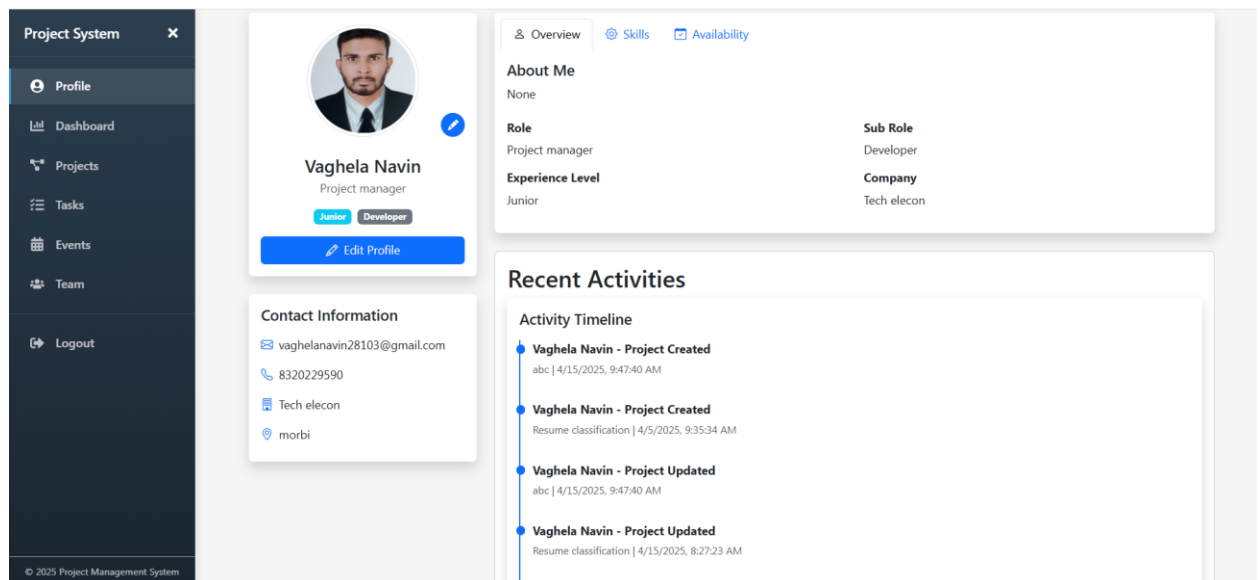 Project System
Profile
Dashboard
Projects
Tasks
Events
Team
Logout
© 2025 Project Management System
Vaghela Navin
Project manager
Junior Developer
Edit Profile
Contact Information
vaghelanavin28103@gmail.com
8320229590
Tech elecon
morbi
Overview Skills Availability
About Me
None
Role Sub Role
Project manager Developer
Experience Level Company
Junior Tech elecon
Recent Activities
Activity Timeline
Vaghela Navin - Project Created
abc | 4/15/2025, 9:47:40 AM
Vaghela Navin - Project Created
Resume classification | 4/5/2025, 9:35:34 AM
Vaghela Navin - Project Updated
abc | 4/15/2025, 9:47:40 AM
Vaghela Navin - Project Updated
Resume classification | 4/15/2025, 8:27:23 AM